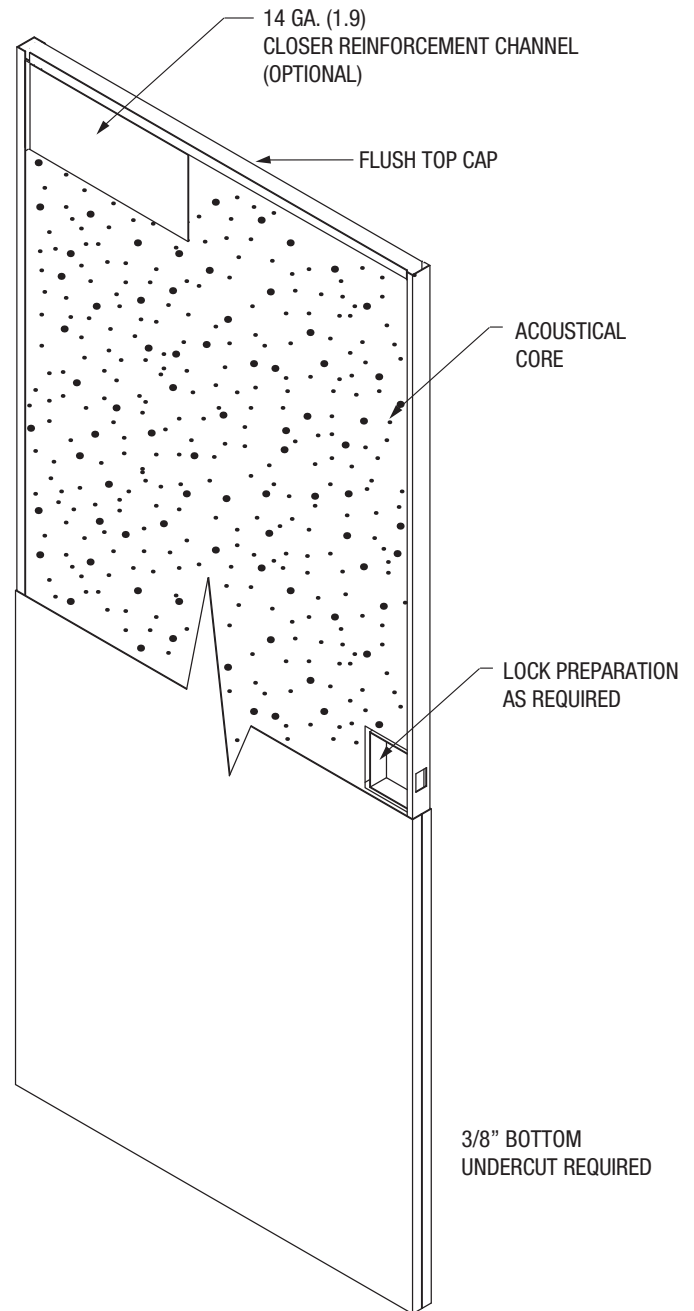 14 GA. (1.9)
CLOSER REINFORCEMENT CHANNEL
(OPTIONAL)
FLUSH TOP CAP
ACOUSTICAL
CORE
LOCK PREPARATION
AS REQUIRED
3/8” BOTTOM
UNDERCUT REQUIRED